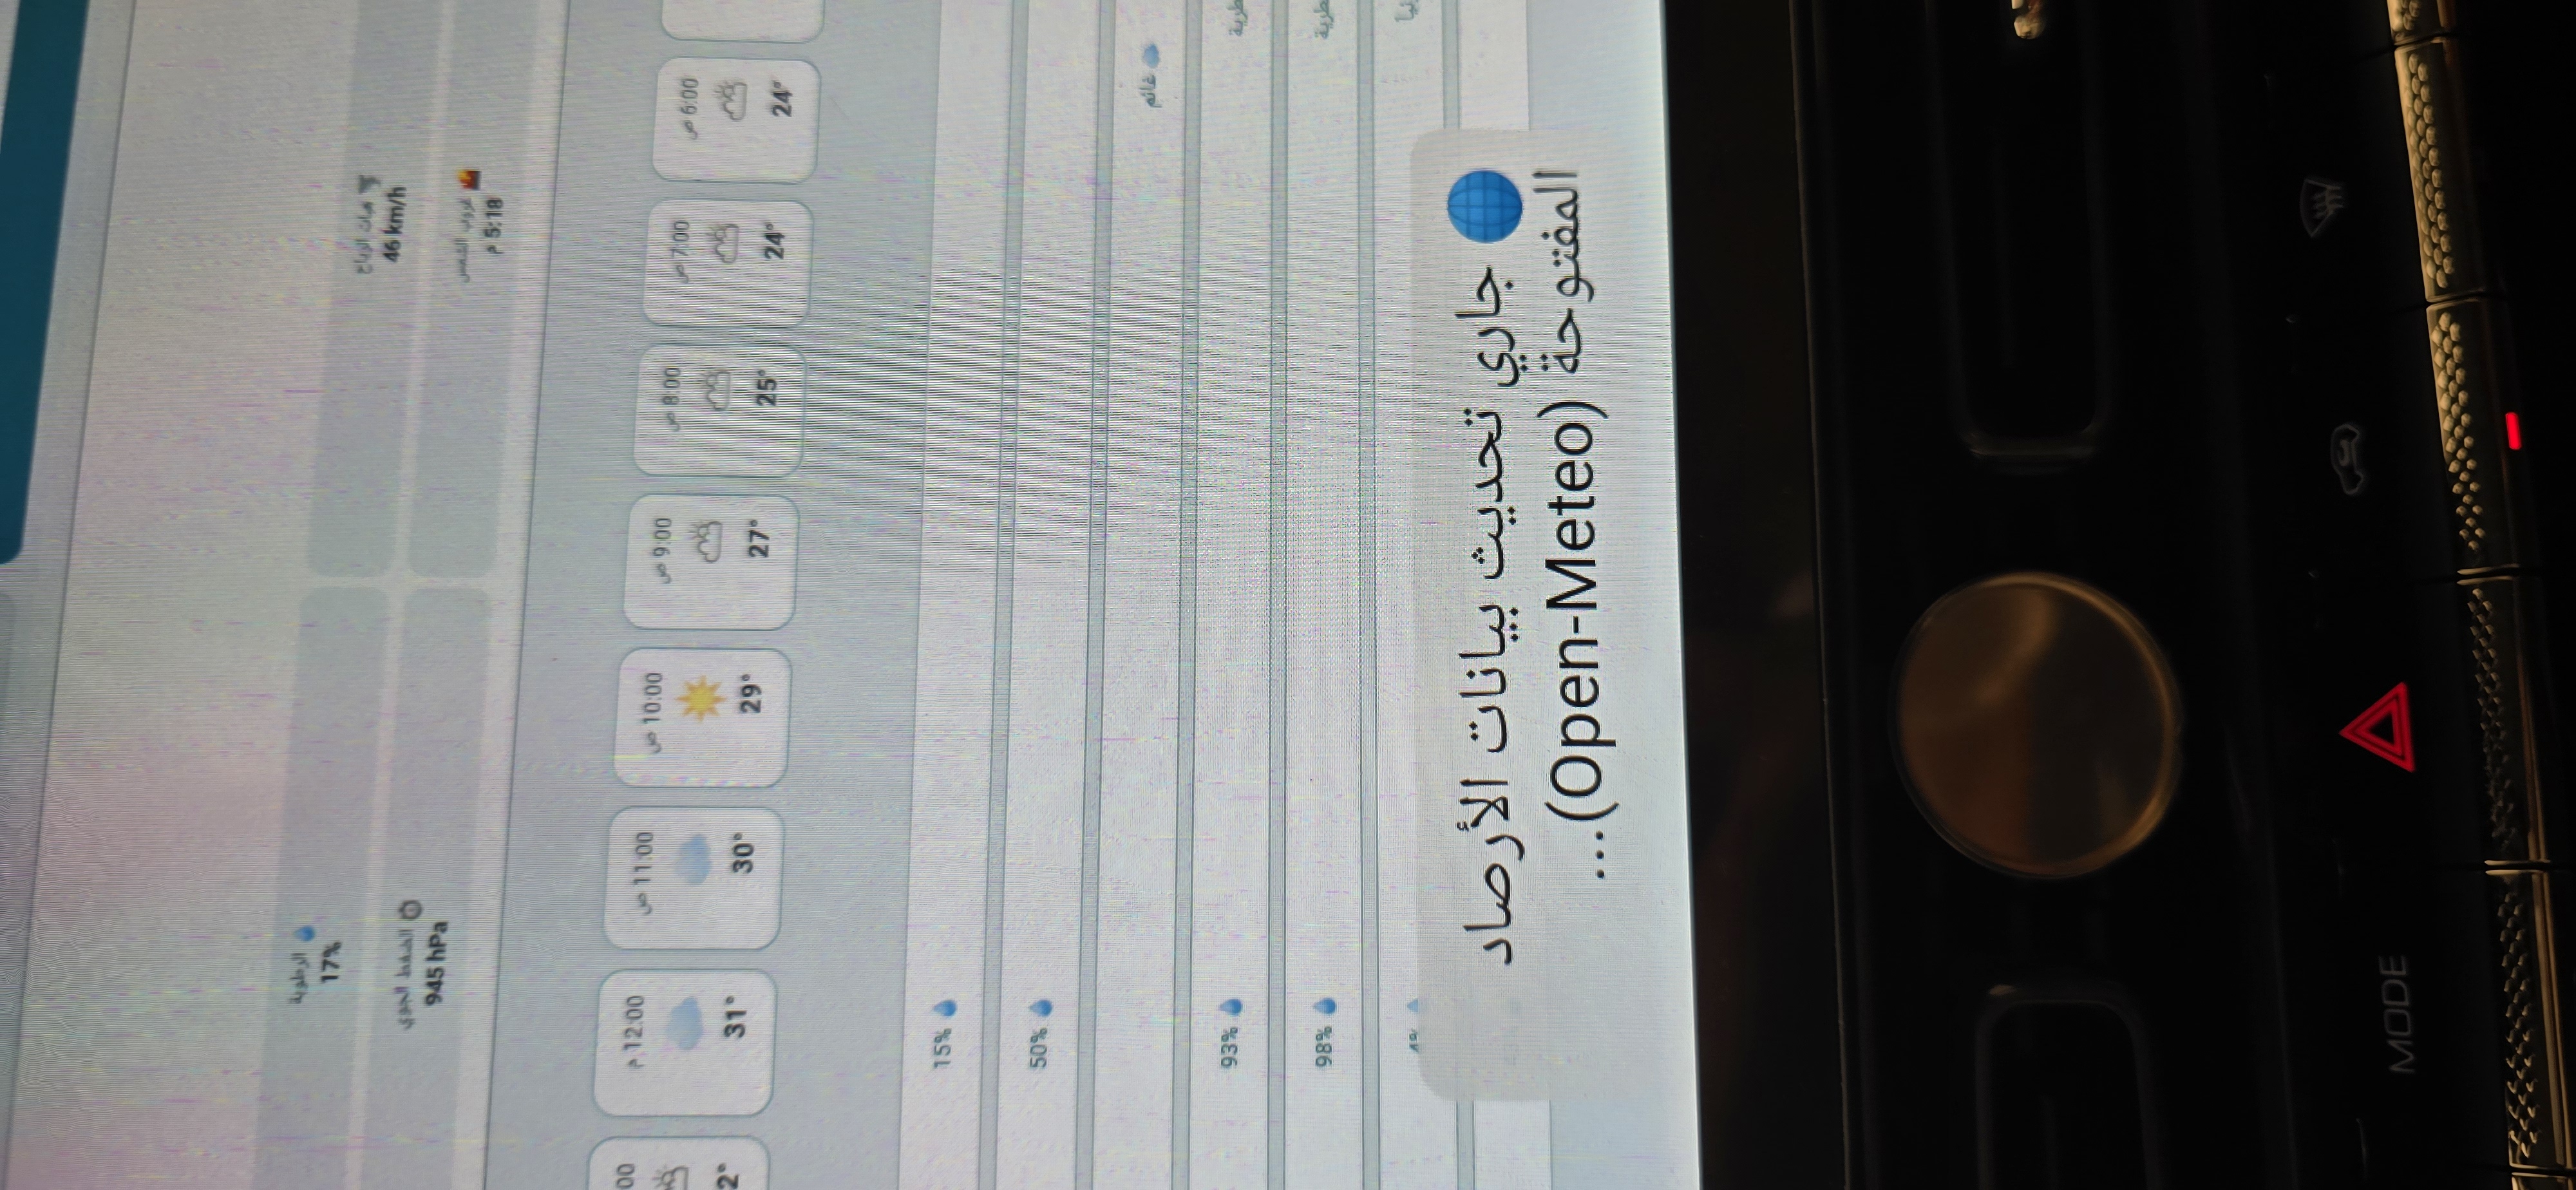 الرطوبة
17%
هبات الرياح
46 km/h
الضغط الجوي
945 hPa
غروب الشمس
5:18 م
6:00 ص
24°
7:00 ص
24°
8:00 ص
25°
9:00 ص
27°
10:00 ص
29°
11:00 ص
30°
12:00 م
31°
00
2°
15%
50%
غائم
93%
98%
جاري تحديث بيانات الأرصاد
المفتوحة (Open-Meteo)...
MODE